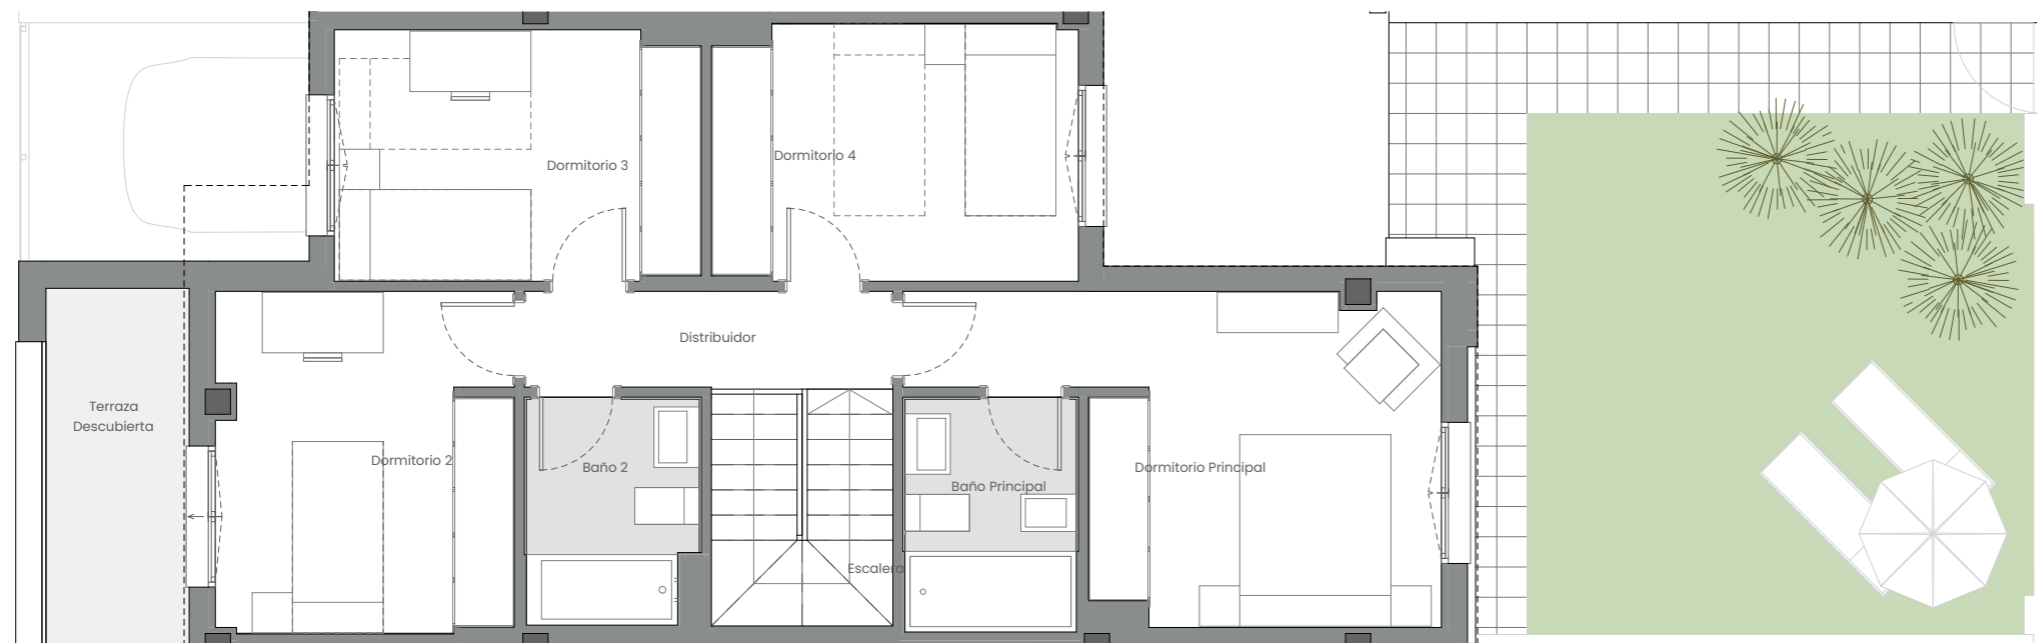 Dormitorio 3
Dormitorio 4
Distribuidor
Terraza
Descubierta
Dormitorio 2
Baño 2
Escalera
Baño Principal
Dormitorio Principal